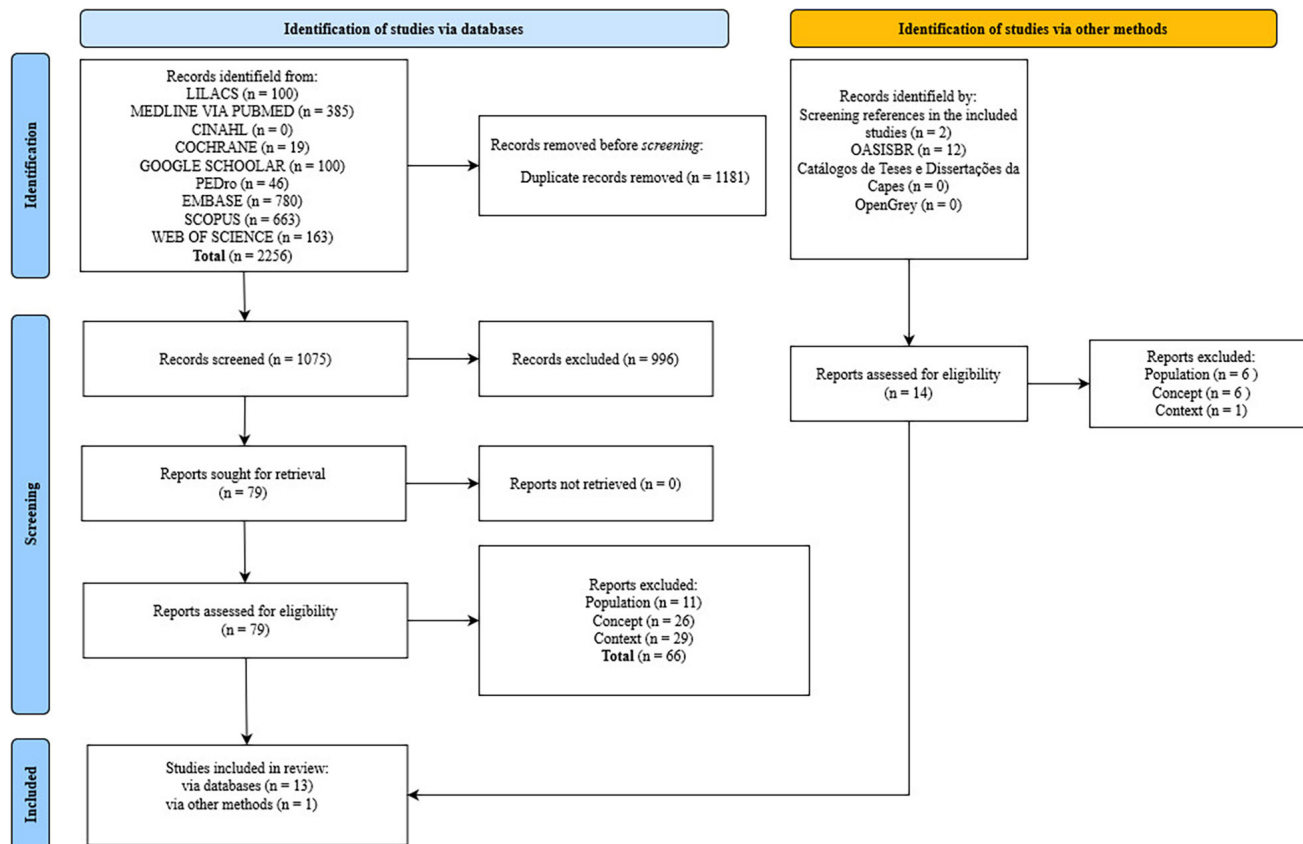 Identification of studies via databases
Identification of studies via other methods
Identification
Records identifield from:
LILACS (n = 100)
MEDLINE VIA PUBMED (n = 385)
CINAHL (n = 0)
COCHRANE (n = 19)
GOOGLE SCHOOLAR (n = 100)
PEDro (n = 46)
EMBASE (n = 780)
SCOPUS (n = 663)
WEB OF SCIENCE (n = 163)
Total (n = 2256)
Records removed before screening:
Duplicate records removed (n = 1181)
Records identifield by:
Screening references in the included
studies (n = 2)
OASISBR (n = 12)
Catálogos de Teses e Dissertações da
Capes (n = 0)
OpenGrey (n = 0)
Screening
Records screened (n = 1075)
Records excluded (n = 996)
Reports assessed for eligibility
(n = 14)
Reports excluded:
Population (n = 6 )
Concept (n = 6 )
Context (n = 1)
Reports sought for retrieval
(n = 79)
Reports not retrieved (n = 0)
Reports assessed for eligibility
(n = 79)
Reports excluded:
Population (n = 11)
Concept (n = 26)
Context (n = 29)
Total (n = 66)
Included
Studies included in review:
via databases (n = 13)
via other methods (n = 1)